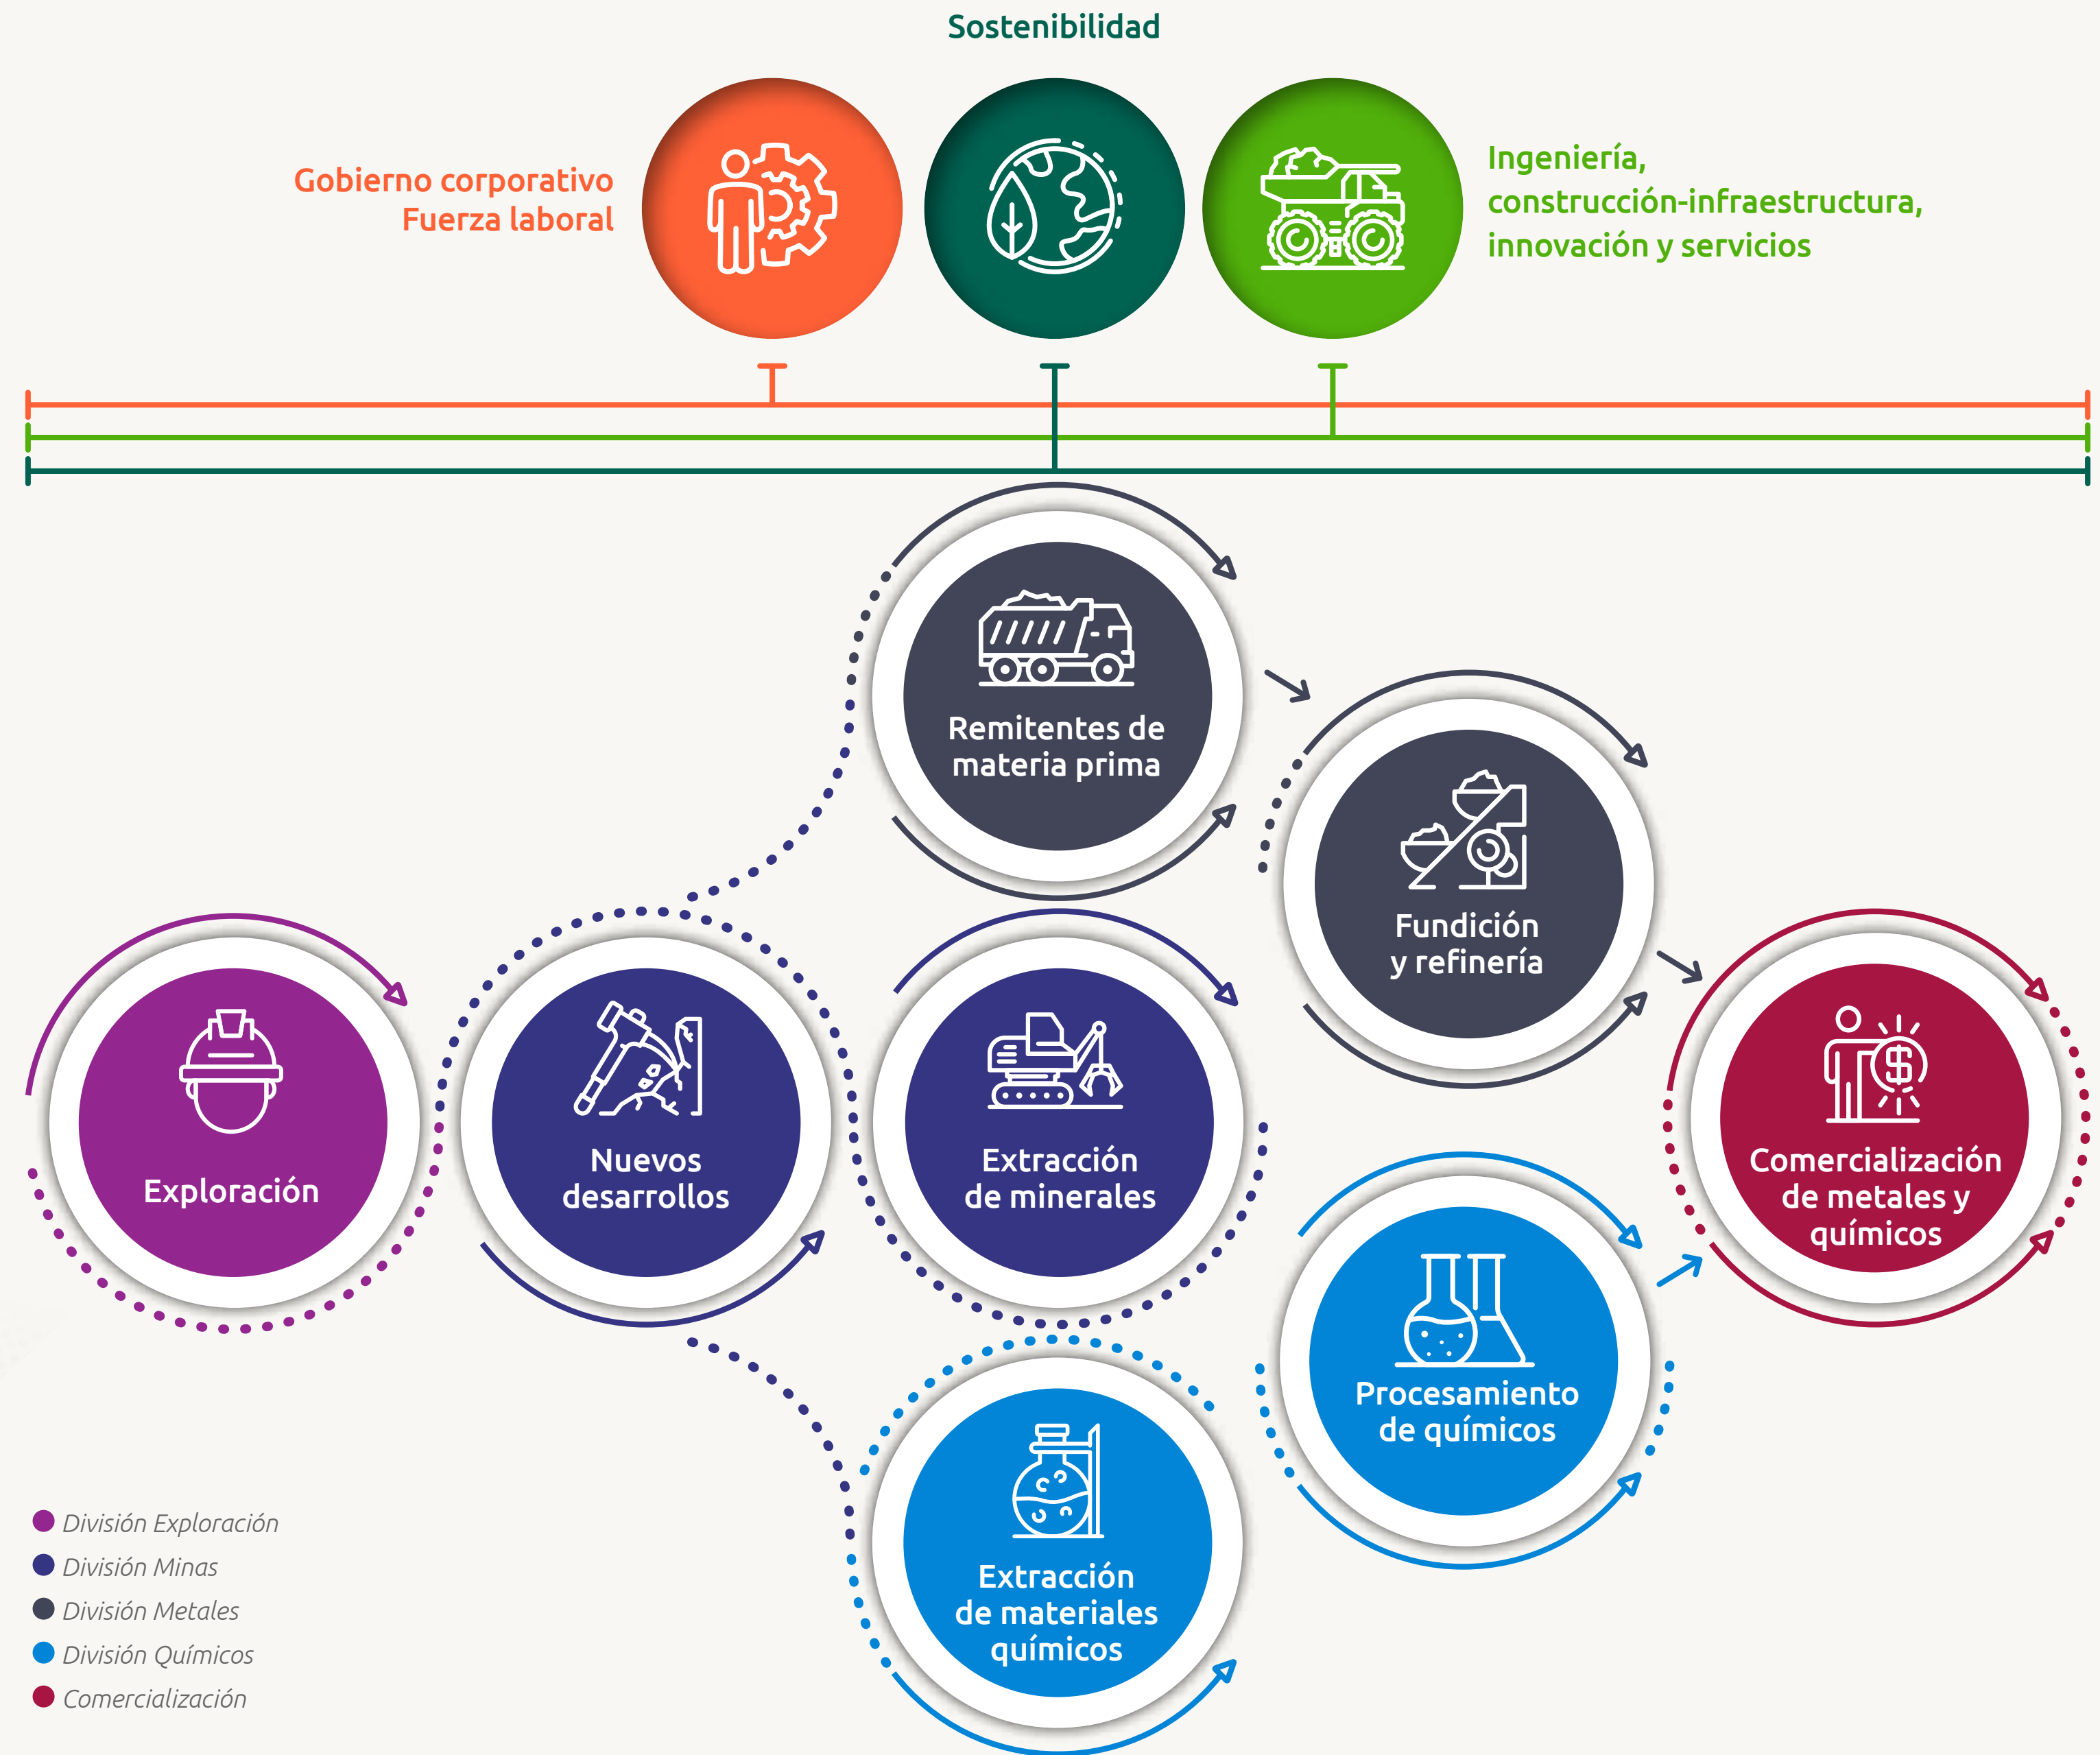 Sostenibilidad
Gobierno corporativo
Fuerza laboral
Ingeniería,
construcción-infraestructura,
innovación y servicios
Remitentes de
materia prima
Fundición
y refinería
Exploración
Nuevos
desarrollos
Extracción
de minerales
Comercialización
de metales y
químicos
Procesamiento
de químicos
Extracción
de materiales
químicos
División Exploración
División Minas
División Metales
División Químicos
Comercialización